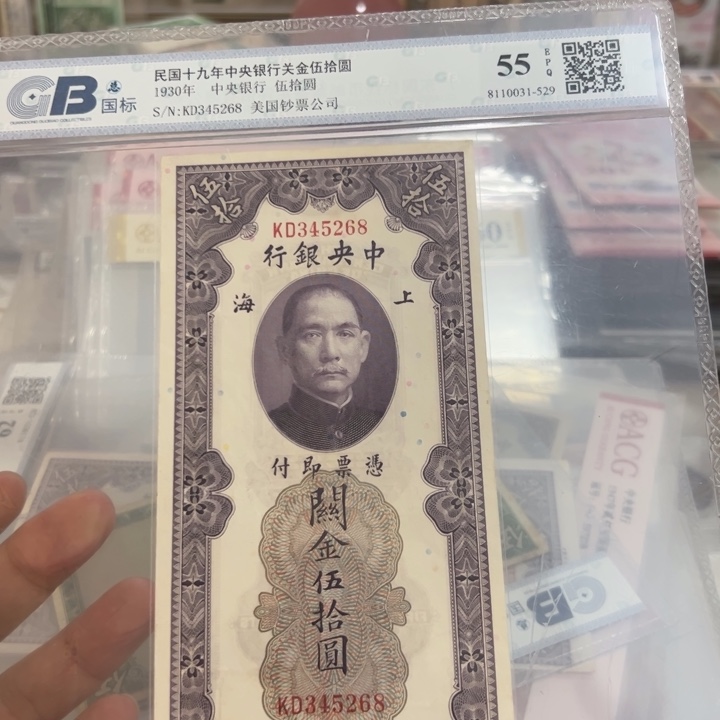 GB 国标
民国十九年中央银行关金伍拾圆
1930年 中央银行 伍拾圆
S/N:KD345268 美国钞票公司
55 EPQ
8110031-529
伍拾
伍拾
KD345268
中央銀行
上海
憑票即付
關金伍拾圓
KD345268
ACG